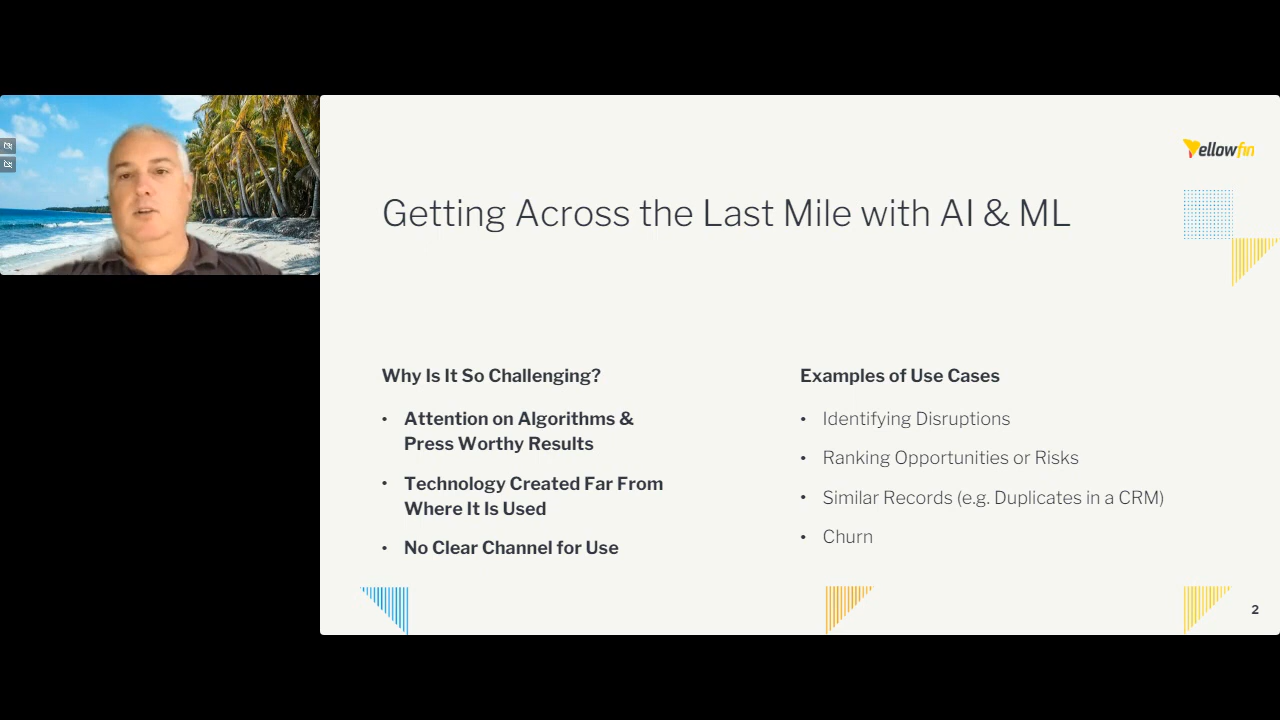 Yellowfin
Getting Across the Last Mile with AI & ML
Why Is It So Challenging?
• Attention on Algorithms &
Press Worthy Results
• Technology Created Far From
Where It Is Used
• No Clear Channel for Use
Examples of Use Cases
• Identifying Disruptions
• Ranking Opportunities or Risks
• Similar Records (e.g. Duplicates in a CRM)
• Churn
2